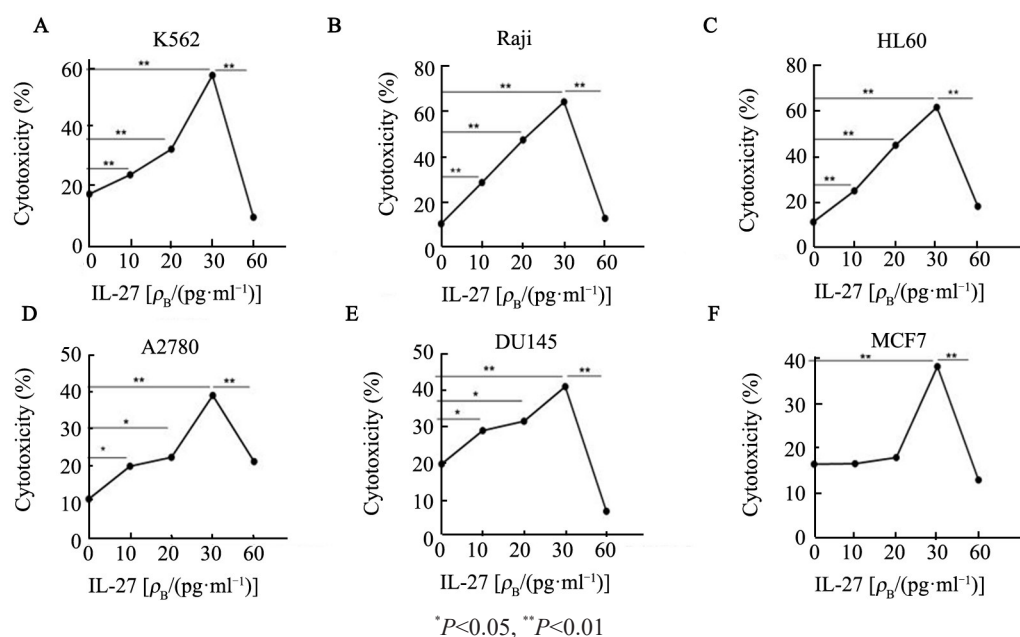 A
K562
Cytotoxicity (%)
60
40
20
0
**
**
**
**
0 10 20 30 60
IL-27 [ρB/(pg·ml⁻¹)]
B
Raji
Cytotoxicity (%)
80
60
40
20
0
**
**
**
**
0 10 20 30 60
IL-27 [ρB/(pg·ml⁻¹)]
C
HL60
Cytotoxicity (%)
80
60
40
20
0
**
**
**
**
0 10 20 30 60
IL-27 [ρB/(pg·ml⁻¹)]
D
A2780
Cytotoxicity (%)
50
40
30
20
10
0
**
**
*
*
0 10 20 30 60
IL-27 [ρB/(pg·ml⁻¹)]
E
DU145
Cytotoxicity (%)
50
40
30
20
10
0
**
**
*
*
0 10 20 30 60
IL-27 [ρB/(pg·ml⁻¹)]
F
MCF7
Cytotoxicity (%)
40
30
20
10
0
**
**
0 10 20 30 60
IL-27 [ρB/(pg·ml⁻¹)]
*P<0.05, **P<0.01